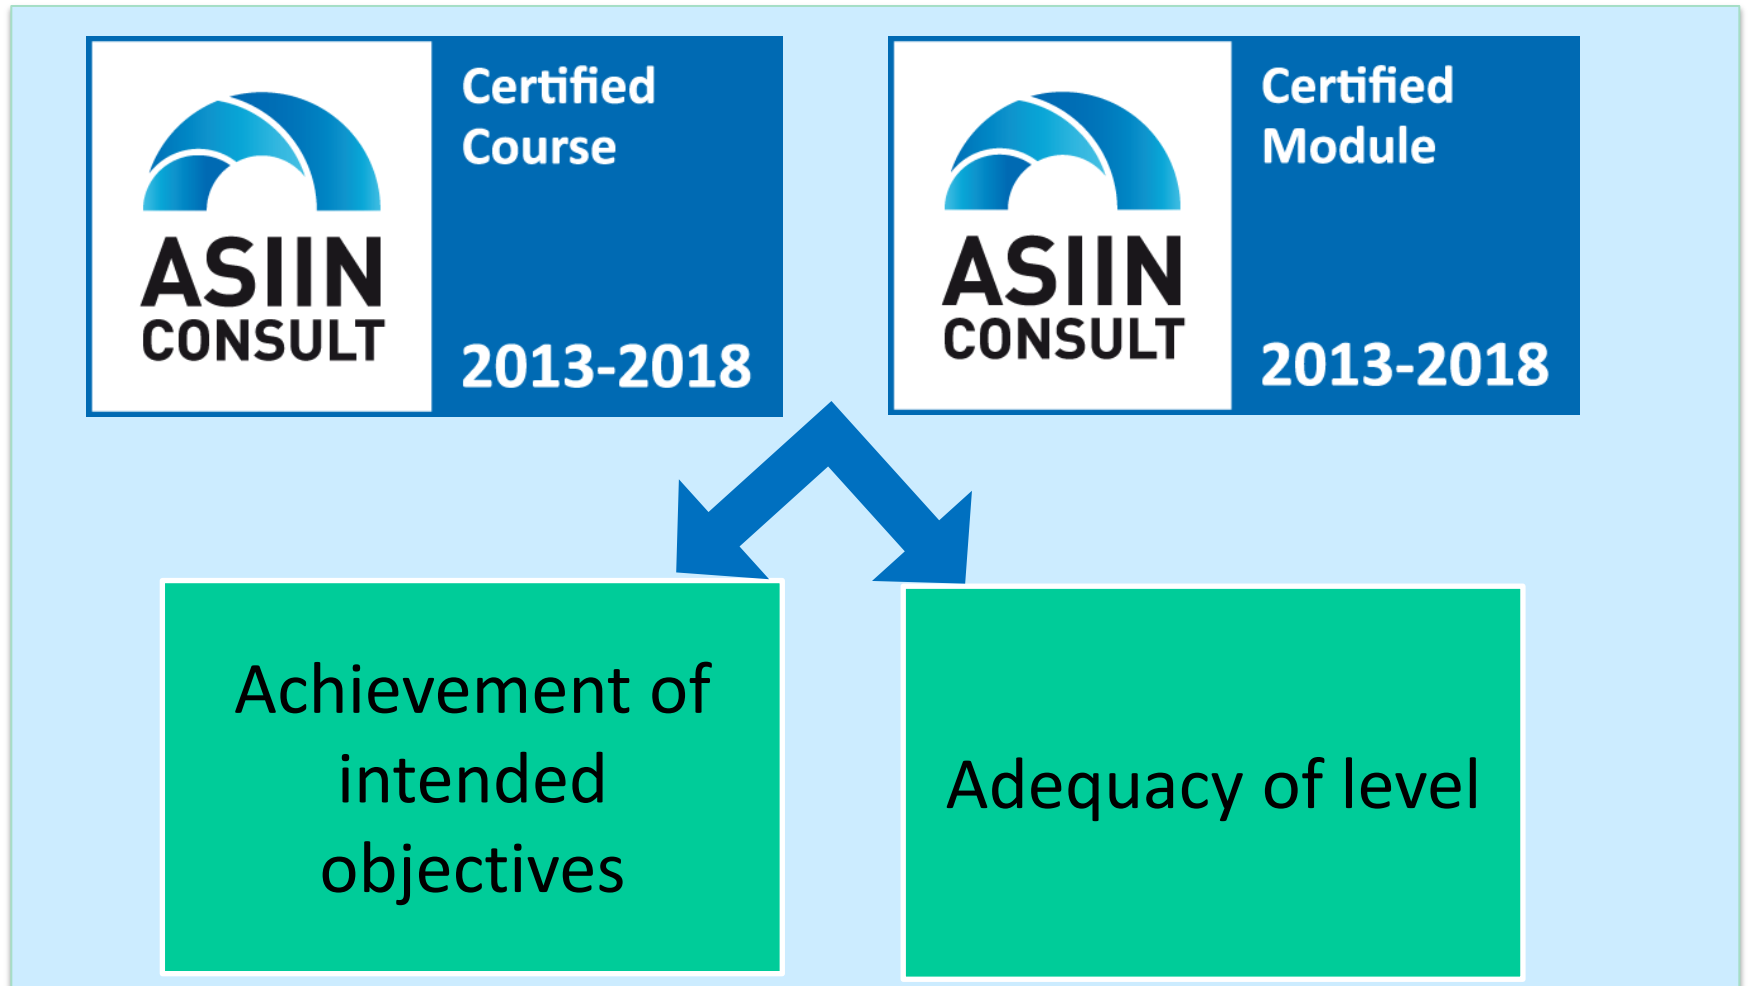 Certified
Course
ASIIN
CONSULT
2013-2018
Certified
Module
ASIIN
CONSULT
2013-2018
Achievement of
intended
objectives
Adequacy of level